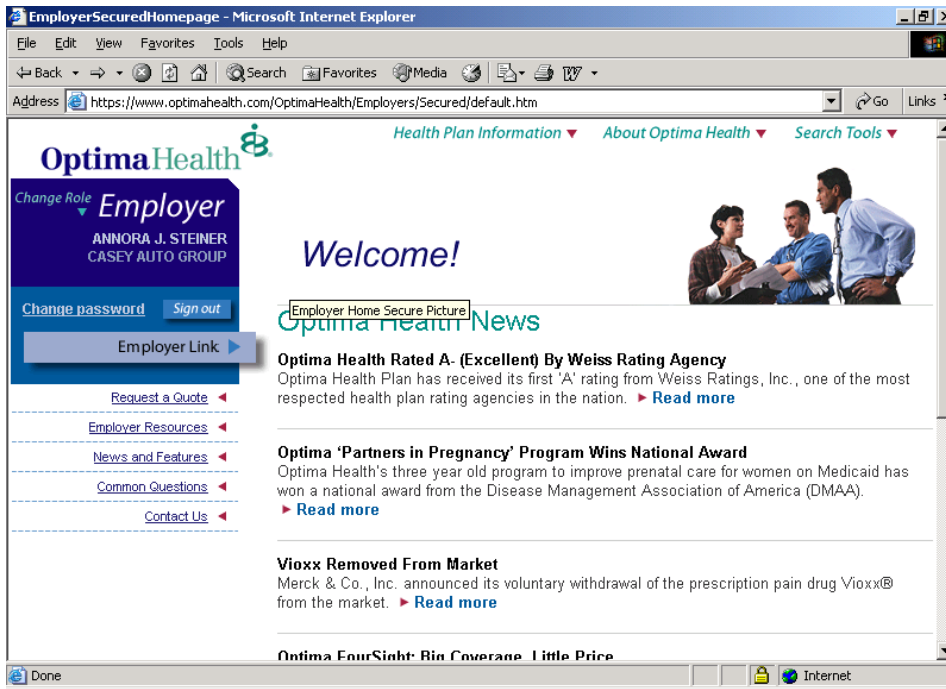 EmployerSecuredHomepage - Microsoft Internet Explorer
File Edit View Favorites Tools Help
Back Search Favorites Media
Address https://www.optimahealth.com/OptimaHealth/Employers/Secured/default.htm Go Links
OptimaHealth
Health Plan Information About Optima Health Search Tools
Change Role Employer
ANNORA J. STEINER
CASEY AUTO GROUP
Welcome!
Change password Sign out
Employer Home Secure Picture
Optima Health News
Employer Link
Optima Health Rated A- (Excellent) By Weiss Rating Agency
Optima Health Plan has received its first 'A' rating from Weiss Ratings, Inc., one of the most
respected health plan rating agencies in the nation. Read more
Request a Quote
Employer Resources
News and Features
Common Questions
Contact Us
Optima ‘Partners in Pregnancy’ Program Wins National Award
Optima Health's three year old program to improve prenatal care for women on Medicaid has
won a national award from the Disease Management Association of America (DMAA).
Read more
Vioxx Removed From Market
Merck & Co., Inc. announced its voluntary withdrawal of the prescription pain drug Vioxx®
from the market. Read more
Optima FourSight: Big Coverage, Little Price
Done Internet